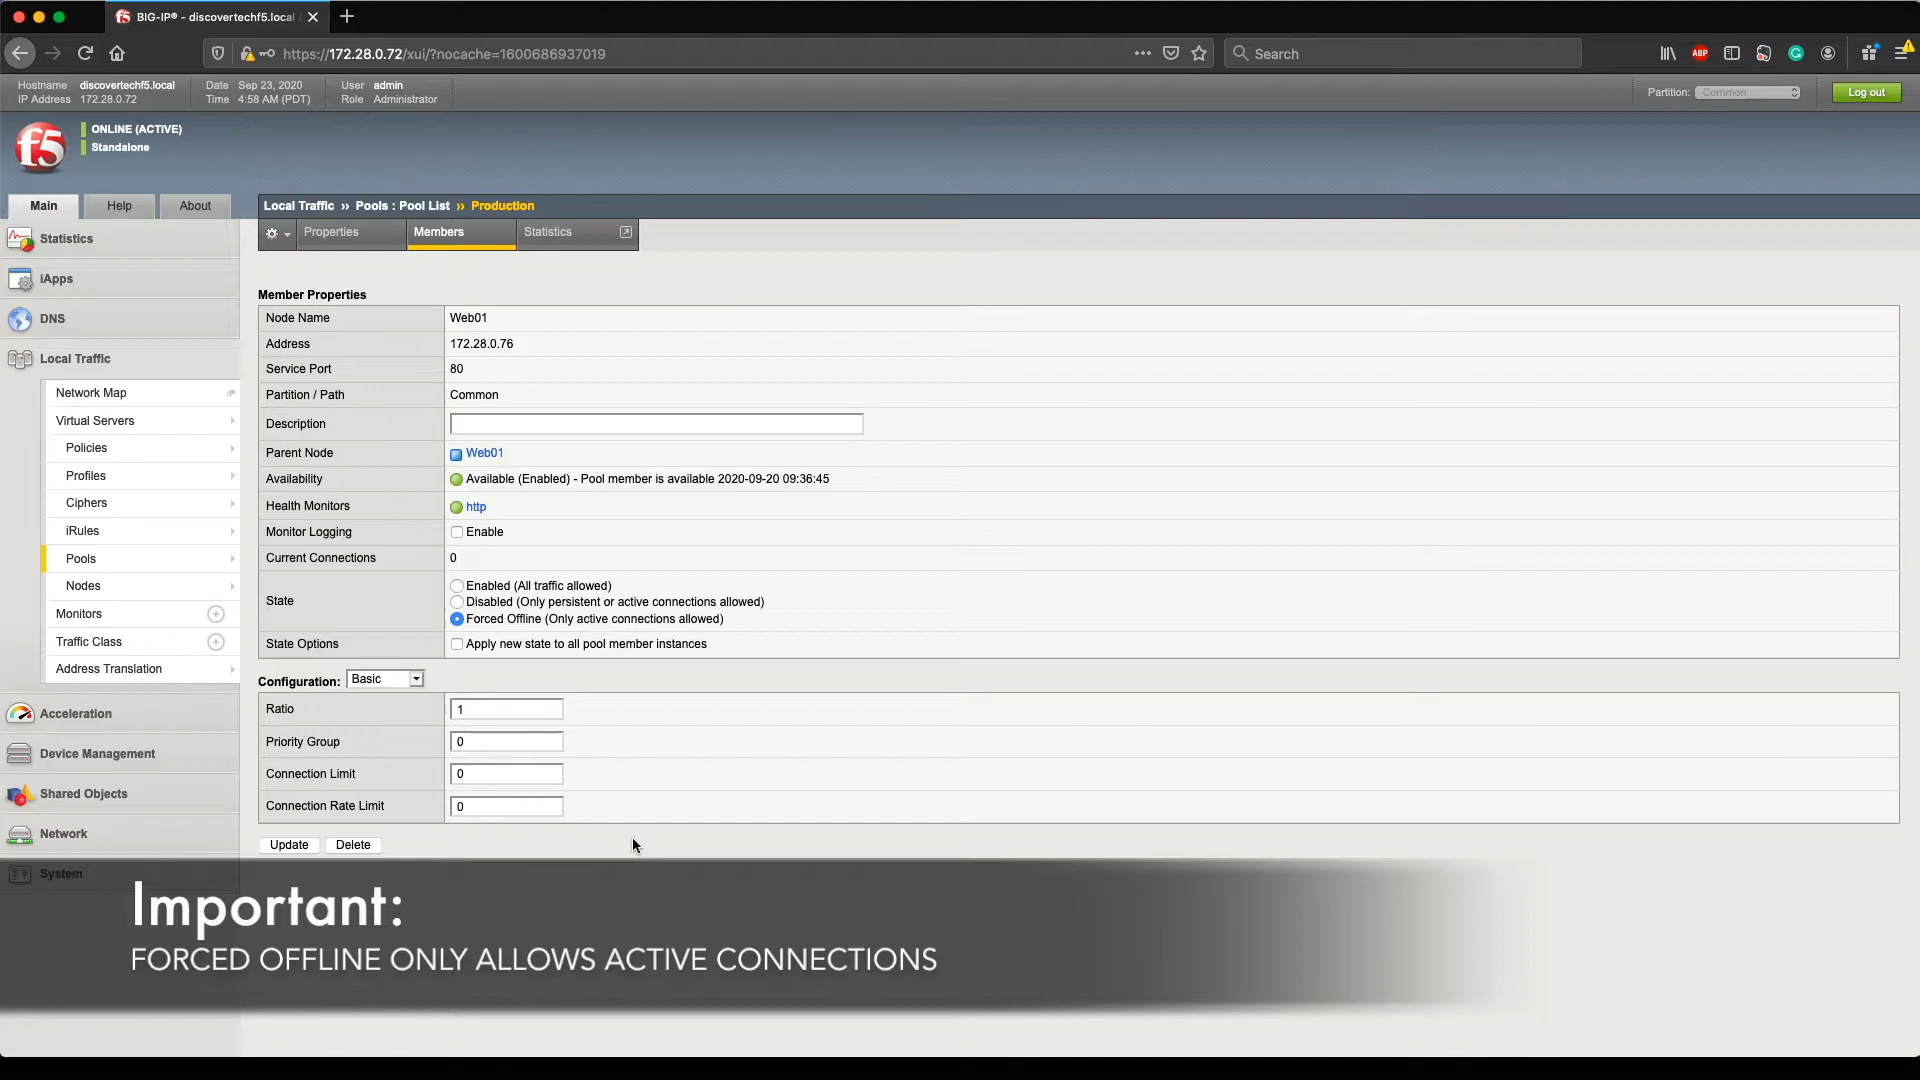 BIG-IP® - discovertechf5.local
https://172.28.0.72/xui/?nocache=1600686937019
Search
ABP
Hostname discovertechf5.local
IP Address 172.28.0.72
Date Sep 23, 2020
Time 4:58 AM (PDT)
User admin
Role Administrator
Partition: Common
Log out
f5
ONLINE (ACTIVE)
Standalone
Main
Help
About
Local Traffic » Pools : Pool List » Production
Properties
Members
Statistics
Statistics
iApps
DNS
Local Traffic
Network Map
Virtual Servers
Policies
Profiles
Ciphers
iRules
Pools
Nodes
Monitors
Traffic Class
Address Translation
Acceleration
Device Management
Shared Objects
Network
System
Member Properties
Node Name Web01
Address 172.28.0.76
Service Port 80
Partition / Path Common
Description
Parent Node Web01
Availability Available (Enabled) - Pool member is available 2020-09-20 09:36:45
Health Monitors http
Monitor Logging Enable
Current Connections 0
State
Enabled (All traffic allowed)
Disabled (Only persistent or active connections allowed)
Forced Offline (Only active connections allowed)
State Options Apply new state to all pool member instances
Configuration: Basic
Ratio 1
Priority Group 0
Connection Limit 0
Connection Rate Limit 0
Update
Delete
Important:
FORCED OFFLINE ONLY ALLOWS ACTIVE CONNECTIONS